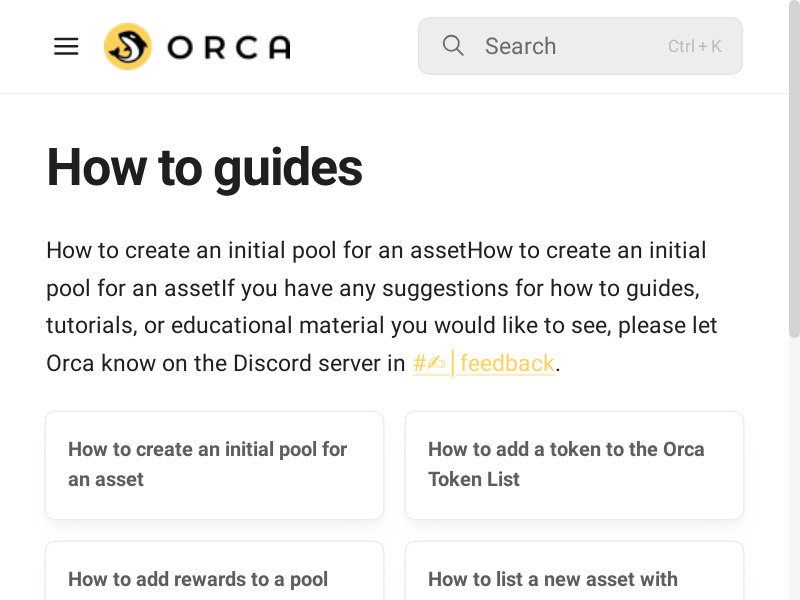 ORCA
Search
Ctrl + K
How to guides
How to create an initial pool for an assetHow to create an initial
pool for an assetIf you have any suggestions for how to guides,
tutorials, or educational material you would like to see, please let
Orca know on the Discord server in #✍️┃feedback.
How to create an initial pool for
an asset
How to add a token to the Orca
Token List
How to add rewards to a pool
How to list a new asset with